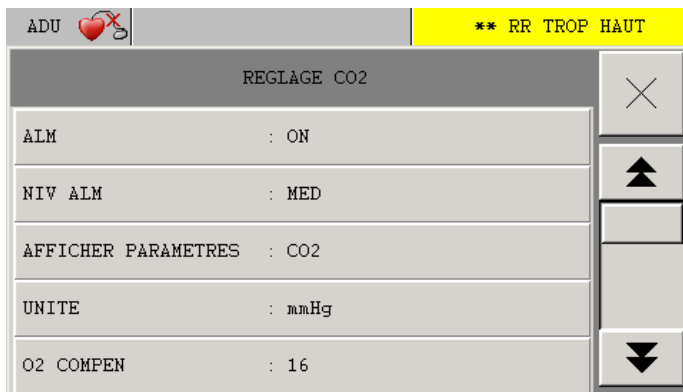 ADU
** RR TROP HAUT
REGLAGE CO2
ALM : ON
NIV ALM : MED
AFFICHER PARAMETRES : CO2
UNITE : mmHg
O2 COMPEN : 16